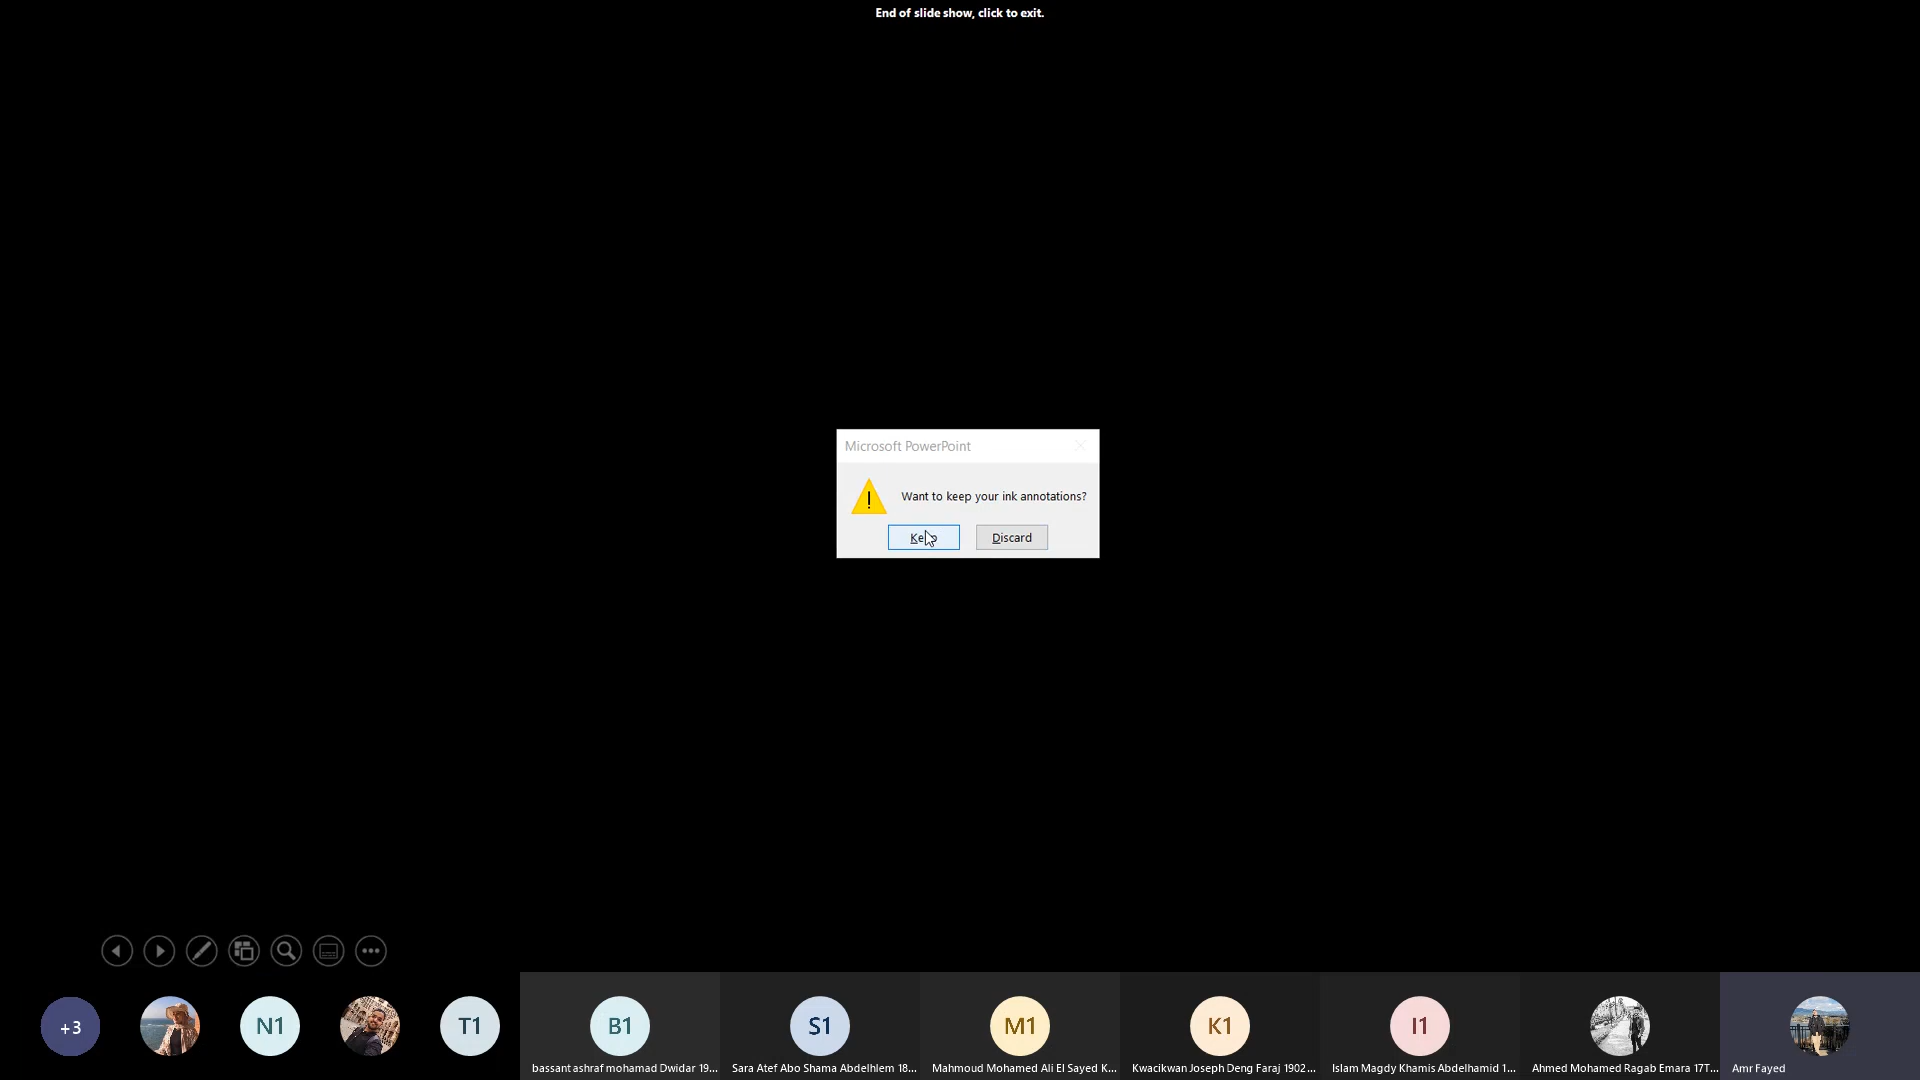 End of slide show, click to exit.
Microsoft PowerPoint
Want to keep your ink annotations?
Keep
Discard
+3
N1
T1
B1
S1
M1
K1
I1
bassant ashraf mohamad Dwidar 19...
Sara Atef Abo Shama Abdelhlem 18...
Mahmoud Mohamed Ali El Sayed K...
Kwacikwan Joseph Deng Faraj 1902...
Islam Magdy Khamis Abdelhamid 1...
Ahmed Mohamed Ragab Emara 17T...
Amr Fayed